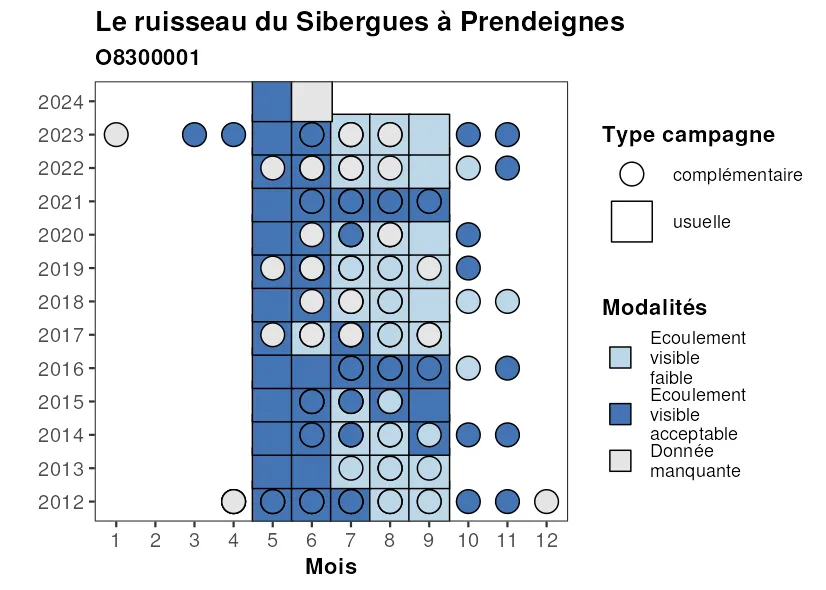 Le ruisseau du Sibergues à Prendeignes
O8300001
2024
2023
2022
2021
2020
2019
2018
2017
2016
2015
2014
2013
2012
1 2 3 4 5 6 7 8 9 10 11 12
Mois
Type campagne
complémentaire
usuelle
Modalités
Ecoulement
visible
faible
Ecoulement
visible
acceptable
Donnée
manquante